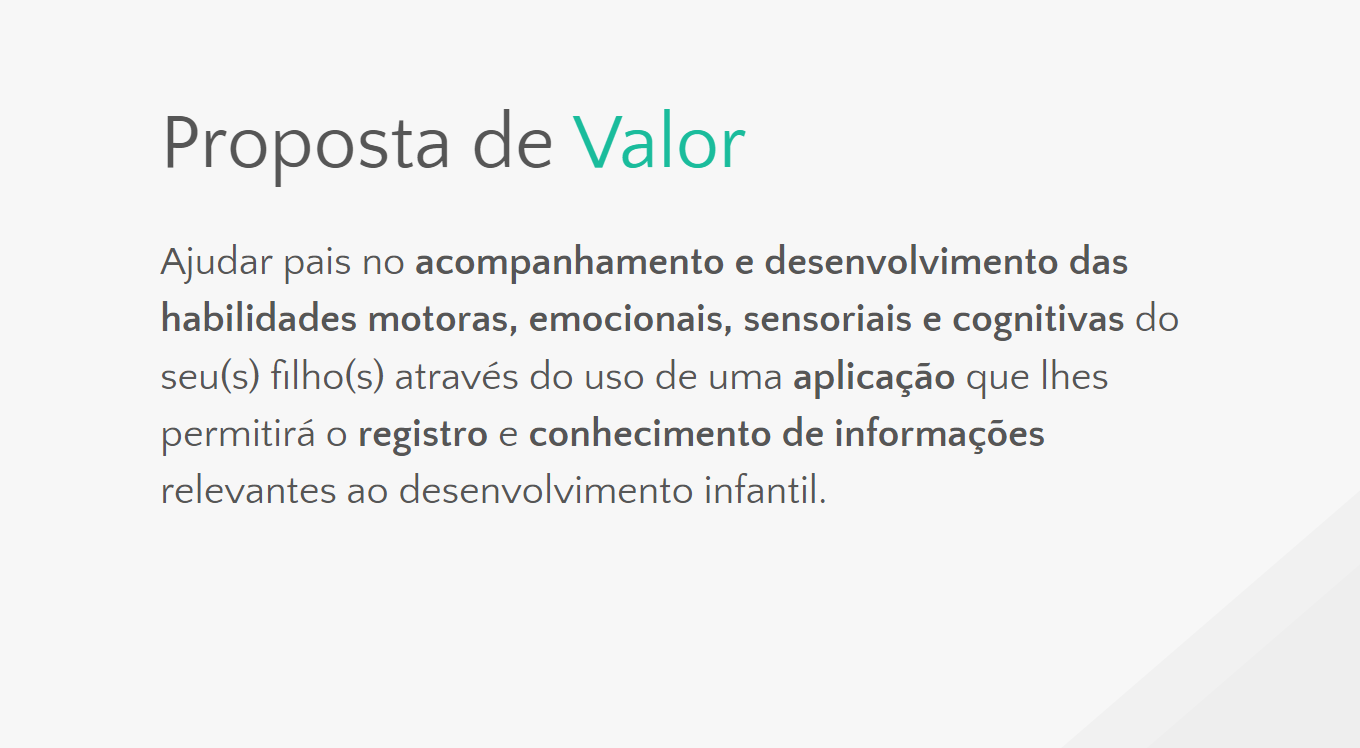 Proposta de Valor
Ajudar pais no acompanhamento e desenvolvimento das
habilidades motoras, emocionais, sensoriais e cognitivas do
seu(s) filho(s) através do uso de uma aplicação que lhes
permitirá o registro e conhecimento de informações
relevantes ao desenvolvimento infantil.